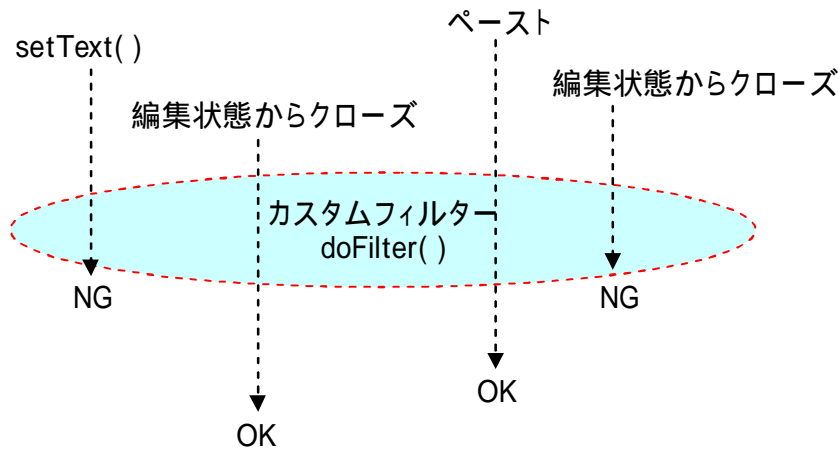 setText( )
ペースト
編集状態からクローズ
編集状態からクローズ
カスタムフィルター
doFilter( )
NG
NG
OK
OK